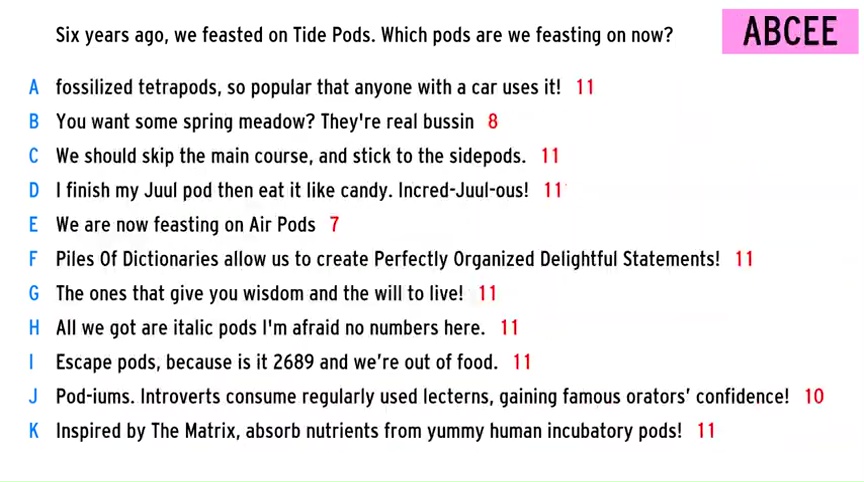 Six years ago, we feasted on Tide Pods. Which pods are we feasting on now?
ABCEE
A fossilized tetrapods, so popular that anyone with a car uses it! 11
B You want some spring meadow? They're real bussin 8
C We should skip the main course, and stick to the sidepods. 11
D I finish my Juul pod then eat it like candy. Incred-Juul-ous! 11
E We are now feasting on Air Pods 7
F Piles Of Dictionaries allow us to create Perfectly Organized Delightful Statements! 11
G The ones that give you wisdom and the will to live! 11
H All we got are italic pods I'm afraid no numbers here. 11
I Escape pods, because is it 2689 and we're out of food. 11
J Pod-iums. Introverts consume regularly used lecterns, gaining famous orators' confidence! 10
K Inspired by The Matrix, absorb nutrients from yummy human incubatory pods! 11